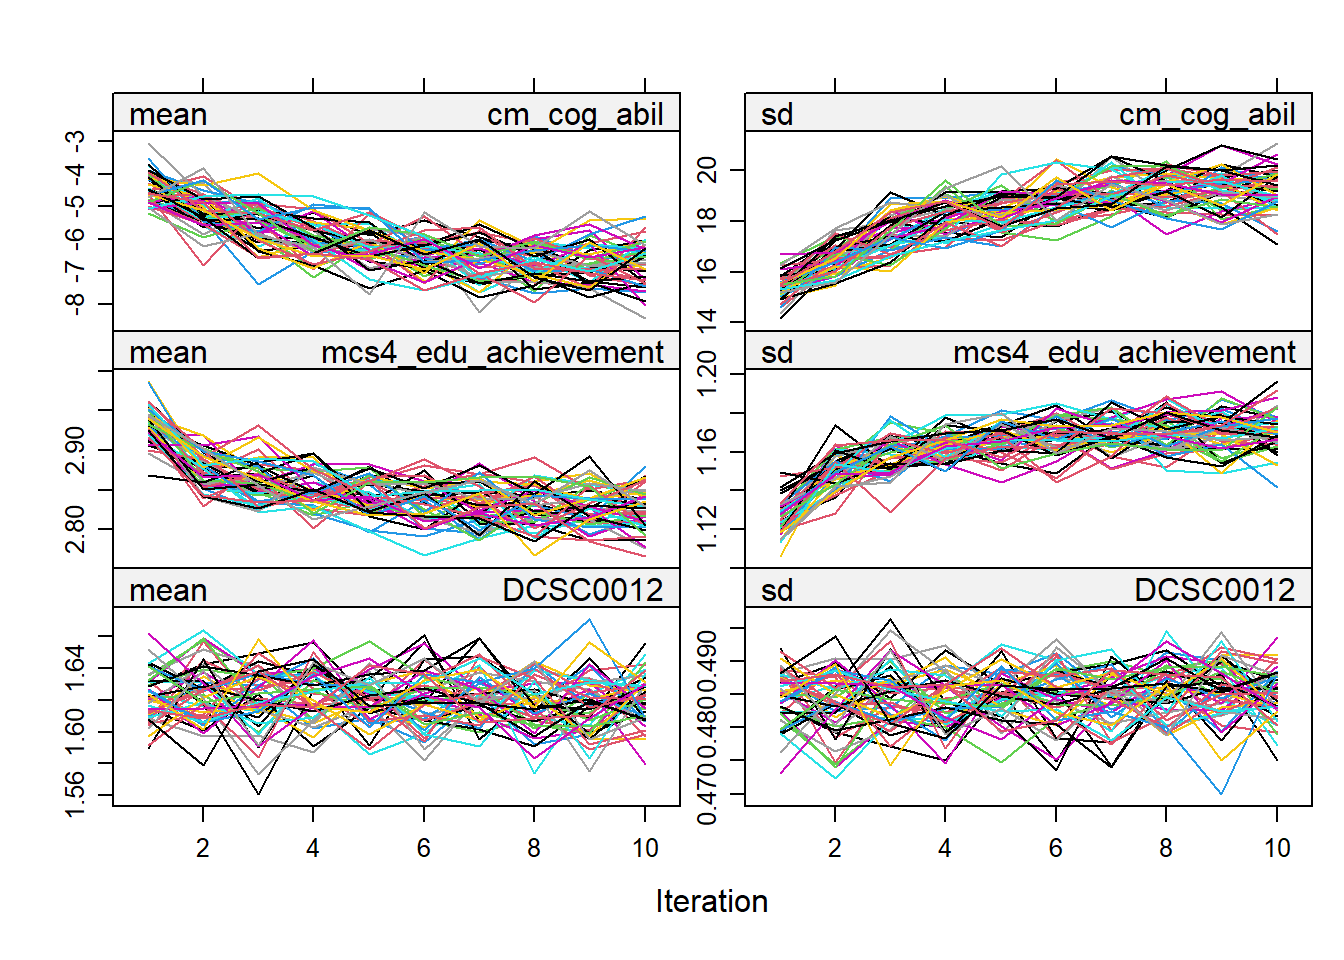 mean cm_cog_abil
sd cm_cog_abil
-3
-4
-5
-6
-7
-8
20
18
16
14
mean mcs4_edu_achievement
sd mcs4_edu_achievement
2.90
2.80
1.20
1.16
1.12
mean DCSC0012
sd DCSC0012
1.64
1.60
1.56
0.490
0.480
0.470
2 4 6 8 10
2 4 6 8 10
Iteration